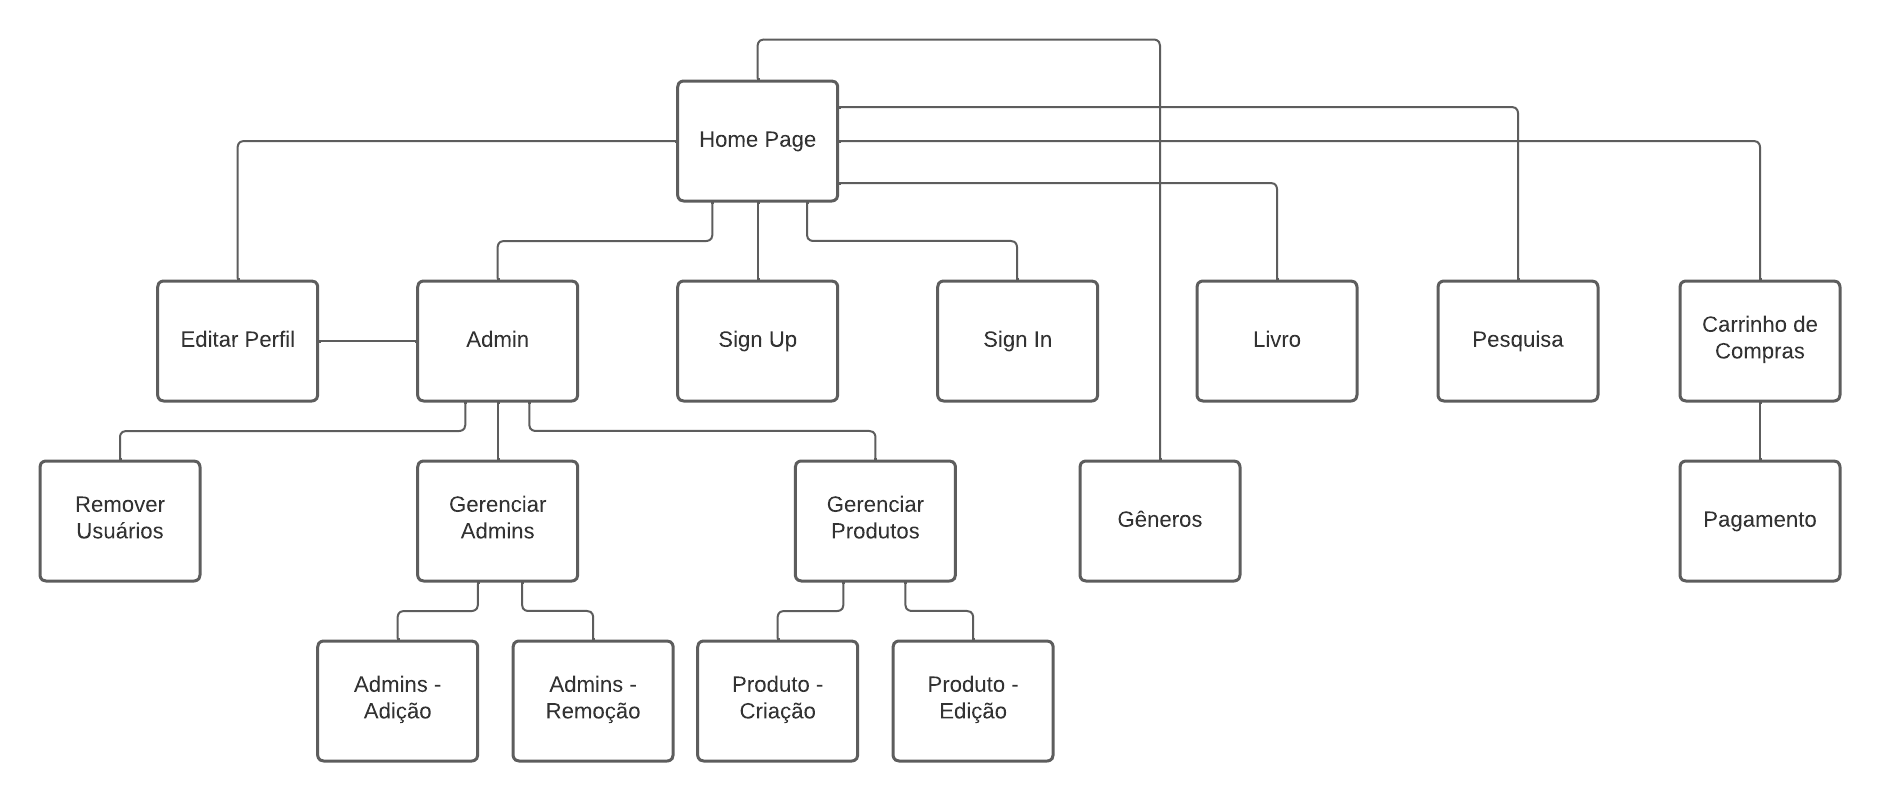 Home Page
Editar Perfil
Admin
Sign Up
Sign In
Livro
Pesquisa
Carrinho de
Compras
Remover
Usuários
Gerenciar
Admins
Gerenciar
Produtos
Gêneros
Pagamento
Admins -
Adição
Admins -
Remoção
Produto -
Criação
Produto -
Edição